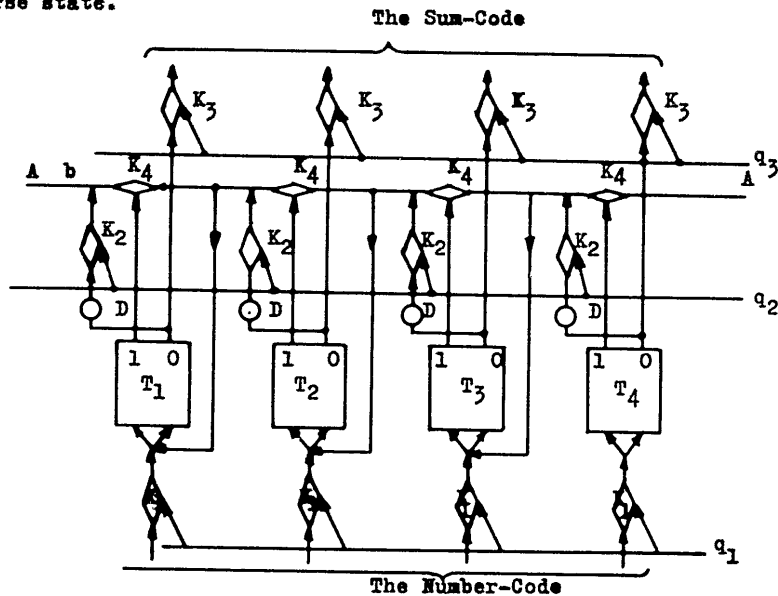 rse state.
The Sum-Code
K3 K3 K3 K3
q3
A b K4 K4 K4 K4 A
K2 K2 K2 K2
q2
D D D D
1 0 1 0 1 0 1 0
T1 T2 T3 T4
q1
The Number-Code